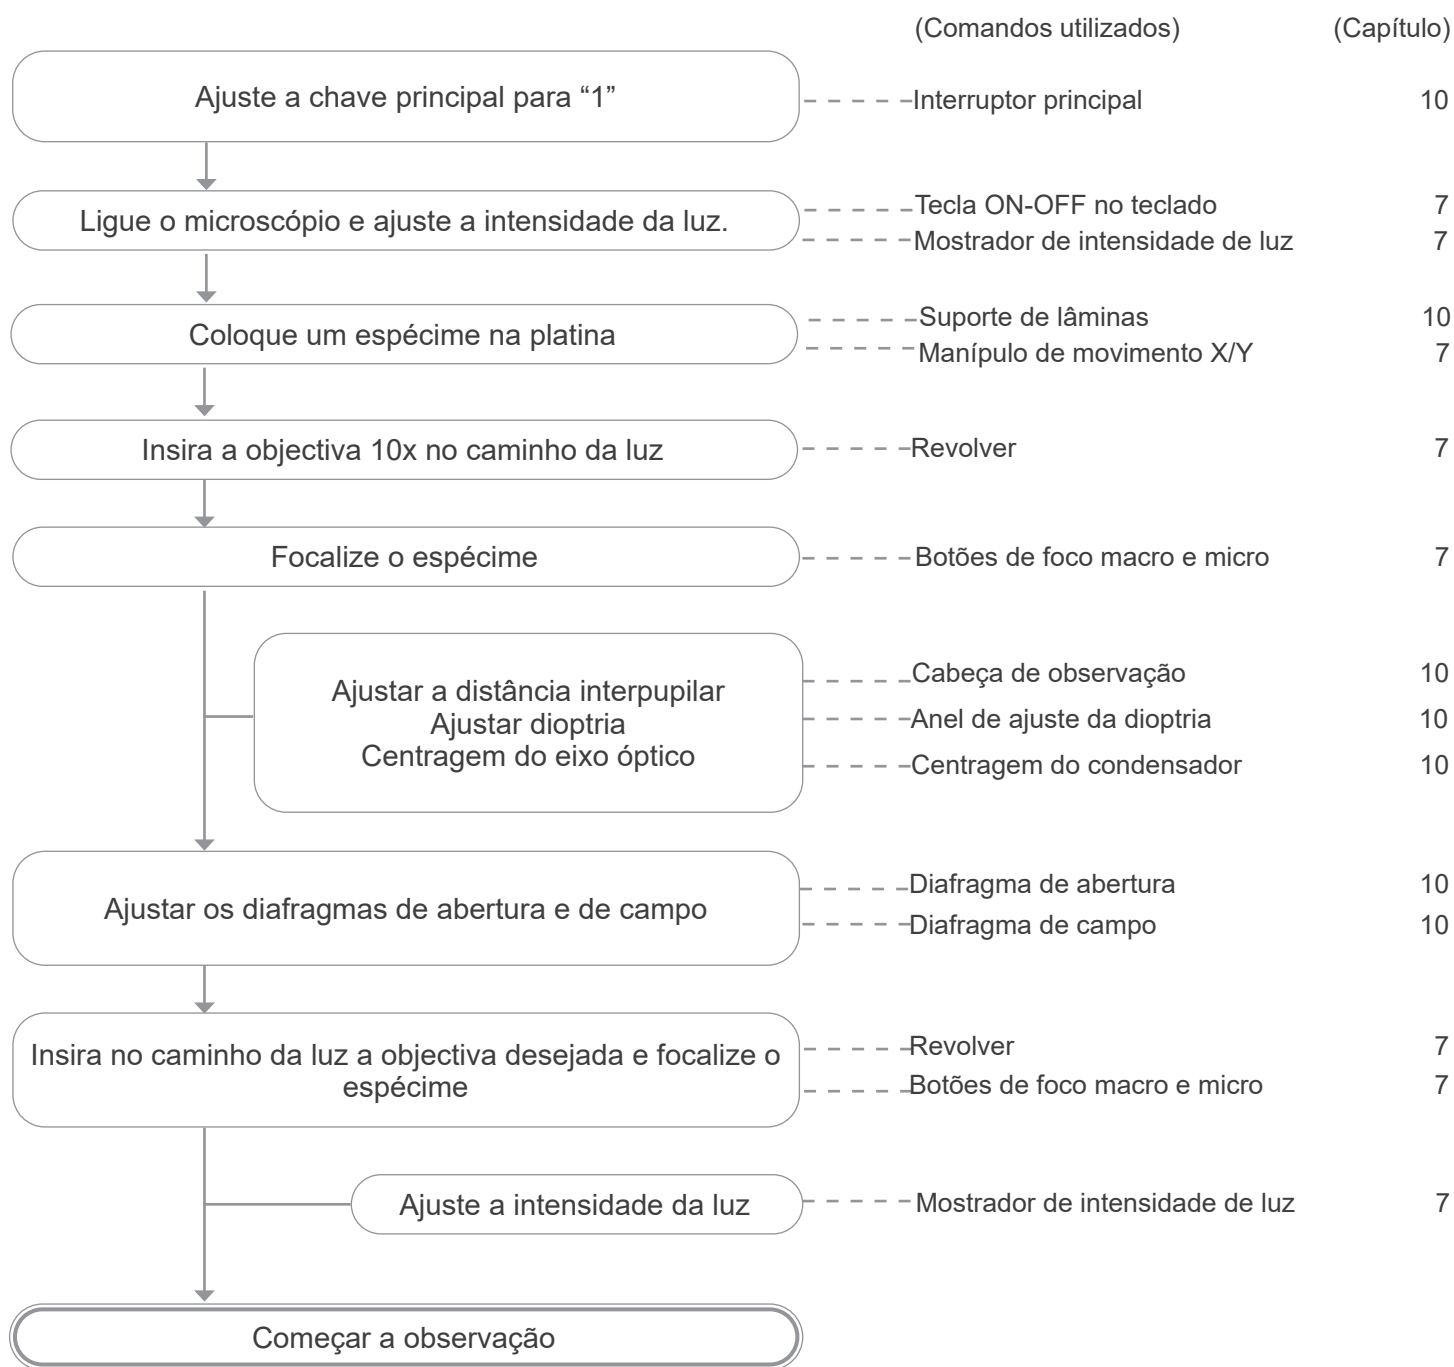 (Comandos utilizados) (Capítulo)
Ajuste a chave principal para “1” Interruptor principal 10
Ligue o microscópio e ajuste a intensidade da luz.
Tecla ON-OFF no teclado 7
Mostrador de intensidade de luz 7
Coloque um espécime na platina
Suporte de lâminas 10
Manípulo de movimento X/Y 7
Insira a objectiva 10x no caminho da luz Revolver 7
Focalize o espécime Botões de foco macro e micro 7
Ajustar a distância interpupilar
Ajustar dioptria
Centragem do eixo óptico
Cabeça de observação 10
Anel de ajuste da dioptria 10
Centragem do condensador 10
Ajustar os diafragmas de abertura e de campo
Diafragma de abertura 10
Diafragma de campo 10
Insira no caminho da luz a objectiva desejada e focalize o
espécime
Revolver 7
Botões de foco macro e micro 7
Ajuste a intensidade da luz Mostrador de intensidade de luz 7
Começar a observação